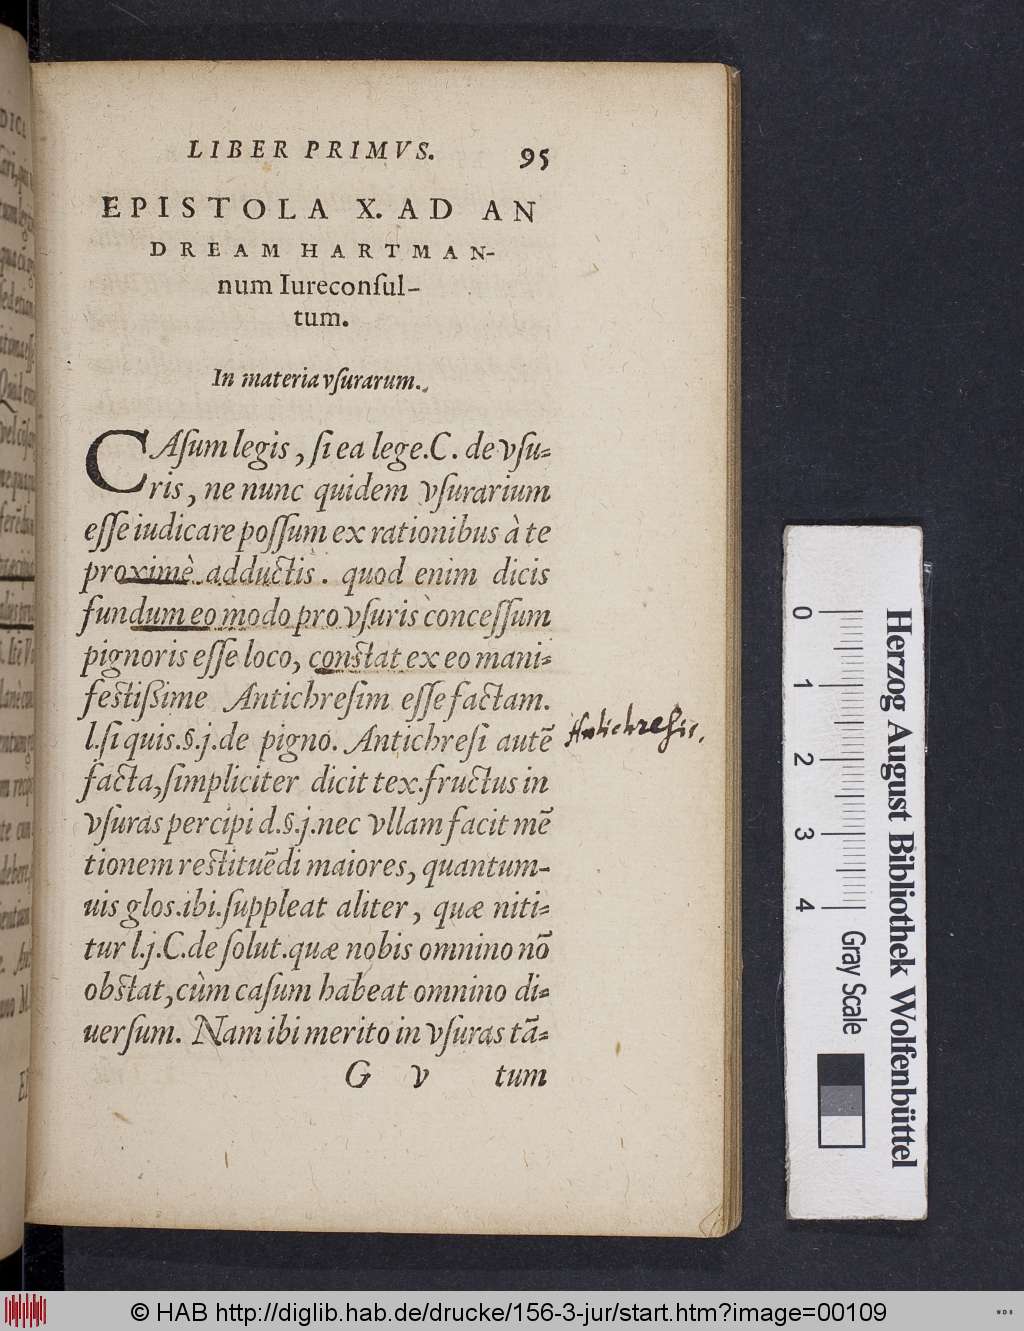 LIBER PRIMVS. 95
EPISTOLA X. AD AN
DREAM HARTMAN-
num Iureconſul-
tum.
In materia vſurarum.
CAſum legis, ſi ea lege. C. de vſu-
ris, ne nunc quidem vſurarium
eſſe iudicare poſſum ex rationibus à te
proximè adductis. quod enim dicis
fundum eo modo pro vſuris conceſſum
pignoris eſſe loco, constat ex eo mani-
festiſsime Antichreſim eſſe factam.
l. ſi quis. §. j. de pigno. Antichreſi autē
facta, ſimpliciter dicit tex. fructus in
vſuras percipi d. §. j. nec vllam facit mē
tionem restituēdi maiores, quantum-
uis glos. ibi. ſuppleat aliter, quæ niti-
tur l. j. C. de ſolut. quæ nobis omnino nō
obstat, cùm caſum habeat omnino di-
uerſum. Nam ibi merito in vſuras tā-
G v tum
Antichresis.
Herzog August Bibliothek Wolfenbüttel
0 1 2 3 4 Gray Scale
© HAB http://diglib.hab.de/drucke/156-3-jur/start.htm?image=00109